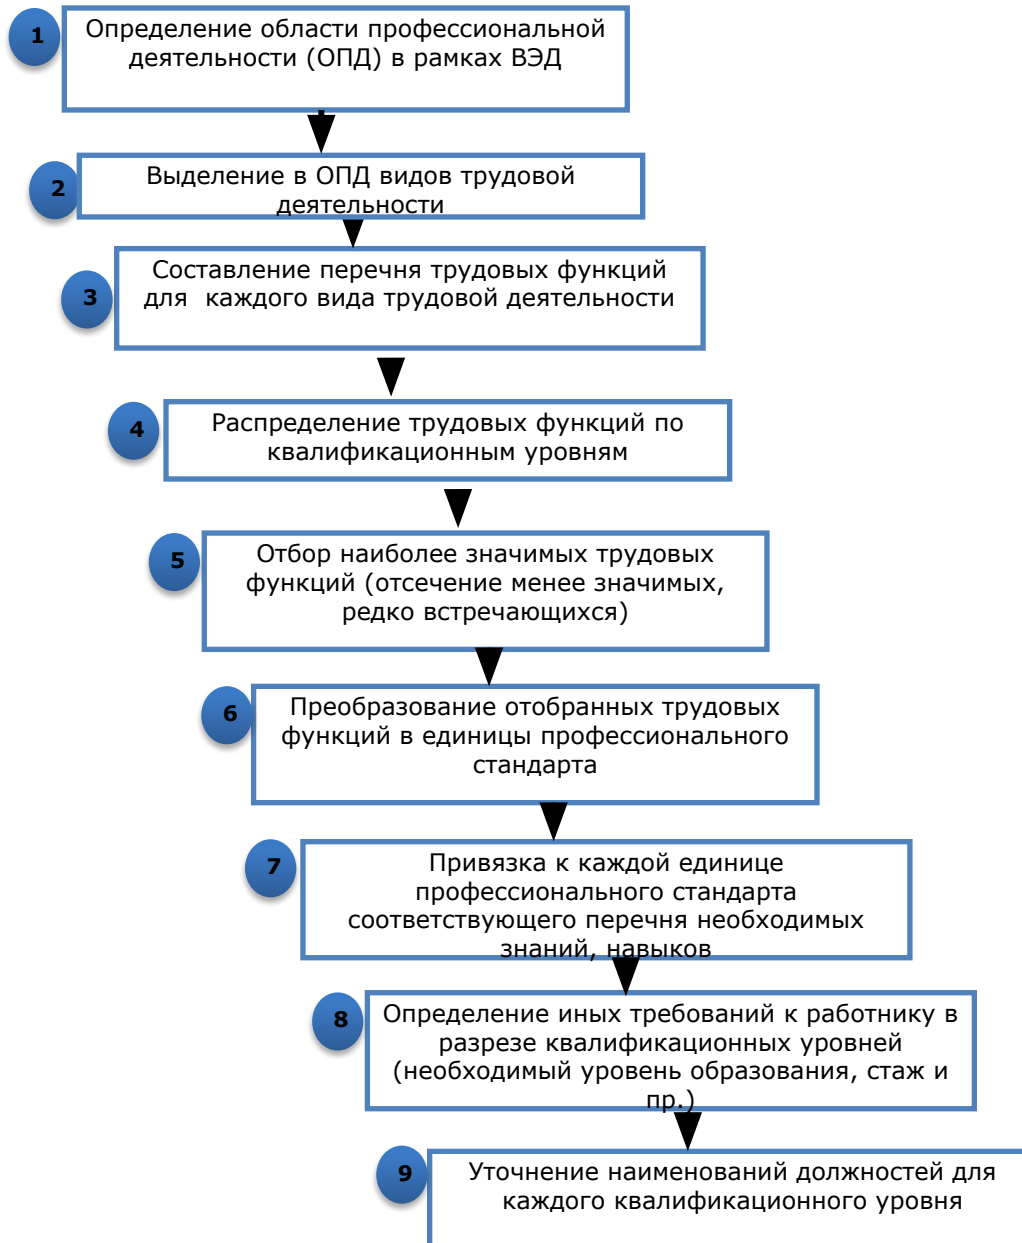 1
Определение области профессиональной
деятельности (ОПД) в рамках ВЭД
2
Выделение в ОПД видов трудовой
деятельности
3
Составление перечня трудовых функций
для  каждого вида трудовой деятельности
4
Распределение трудовых функций по
квалификационным уровням
5
Отбор наиболее значимых трудовых
функций (отсечение менее значимых,
редко встречающихся)
6
Преобразование отобранных трудовых
функций в единицы профессионального
стандарта
7
Привязка к каждой единице
профессионального стандарта
соответствующего перечня необходимых
знаний, навыков
8
Определение иных требований к работнику в
разрезе квалификационных уровней
(необходимый уровень образования, стаж и
пр.)
9
Уточнение наименований должностей для
каждого квалификационного уровня